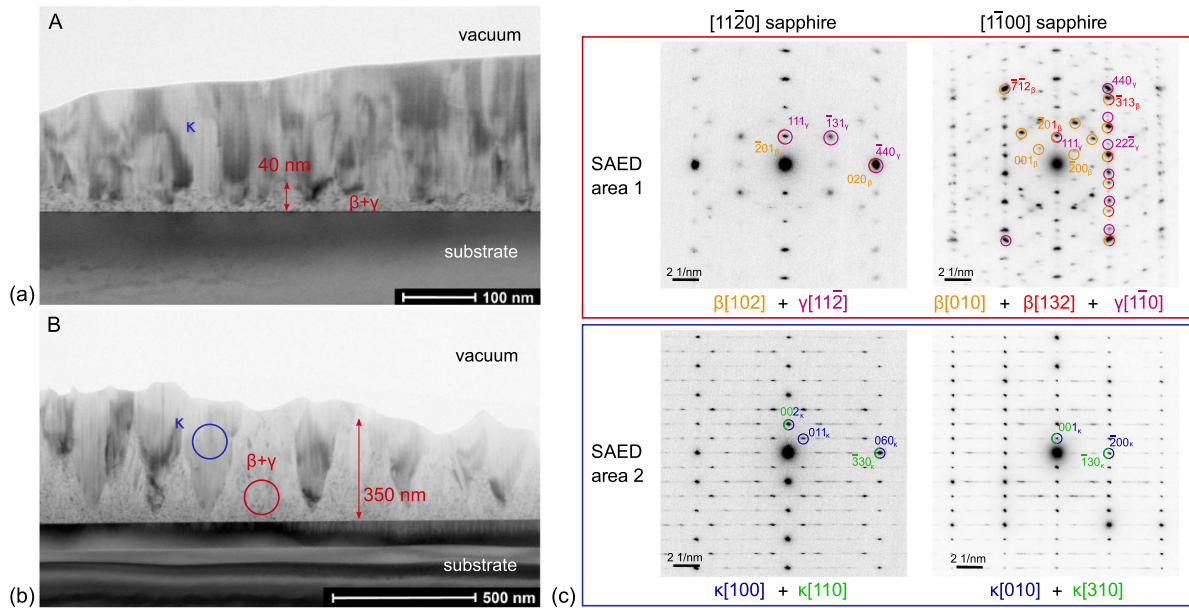 A
vacuum
κ
40 nm
β+γ
substrate
(a)
100 nm
B
vacuum
κ
β+γ
350 nm
substrate
(b)
500 nm
(c)
[112̅0] sapphire
[11̅00] sapphire
SAED
area 1
111γ
1̅31γ
2̅01β
4̅40γ
020β
2 1/nm
β[102] + γ[112̅]
7̅1̅2β
440γ
3̅13β
2̅01β
111γ
222̅γ
001β
2̅00β
2 1/nm
β[010] + β[132] + γ[11̅0]
SAED
area 2
002κ
011κ
060κ
3̅30κ
2 1/nm
κ[100] + κ[110]
001κ
2̅00κ
1̅30κ
2 1/nm
κ[010] + κ[310]